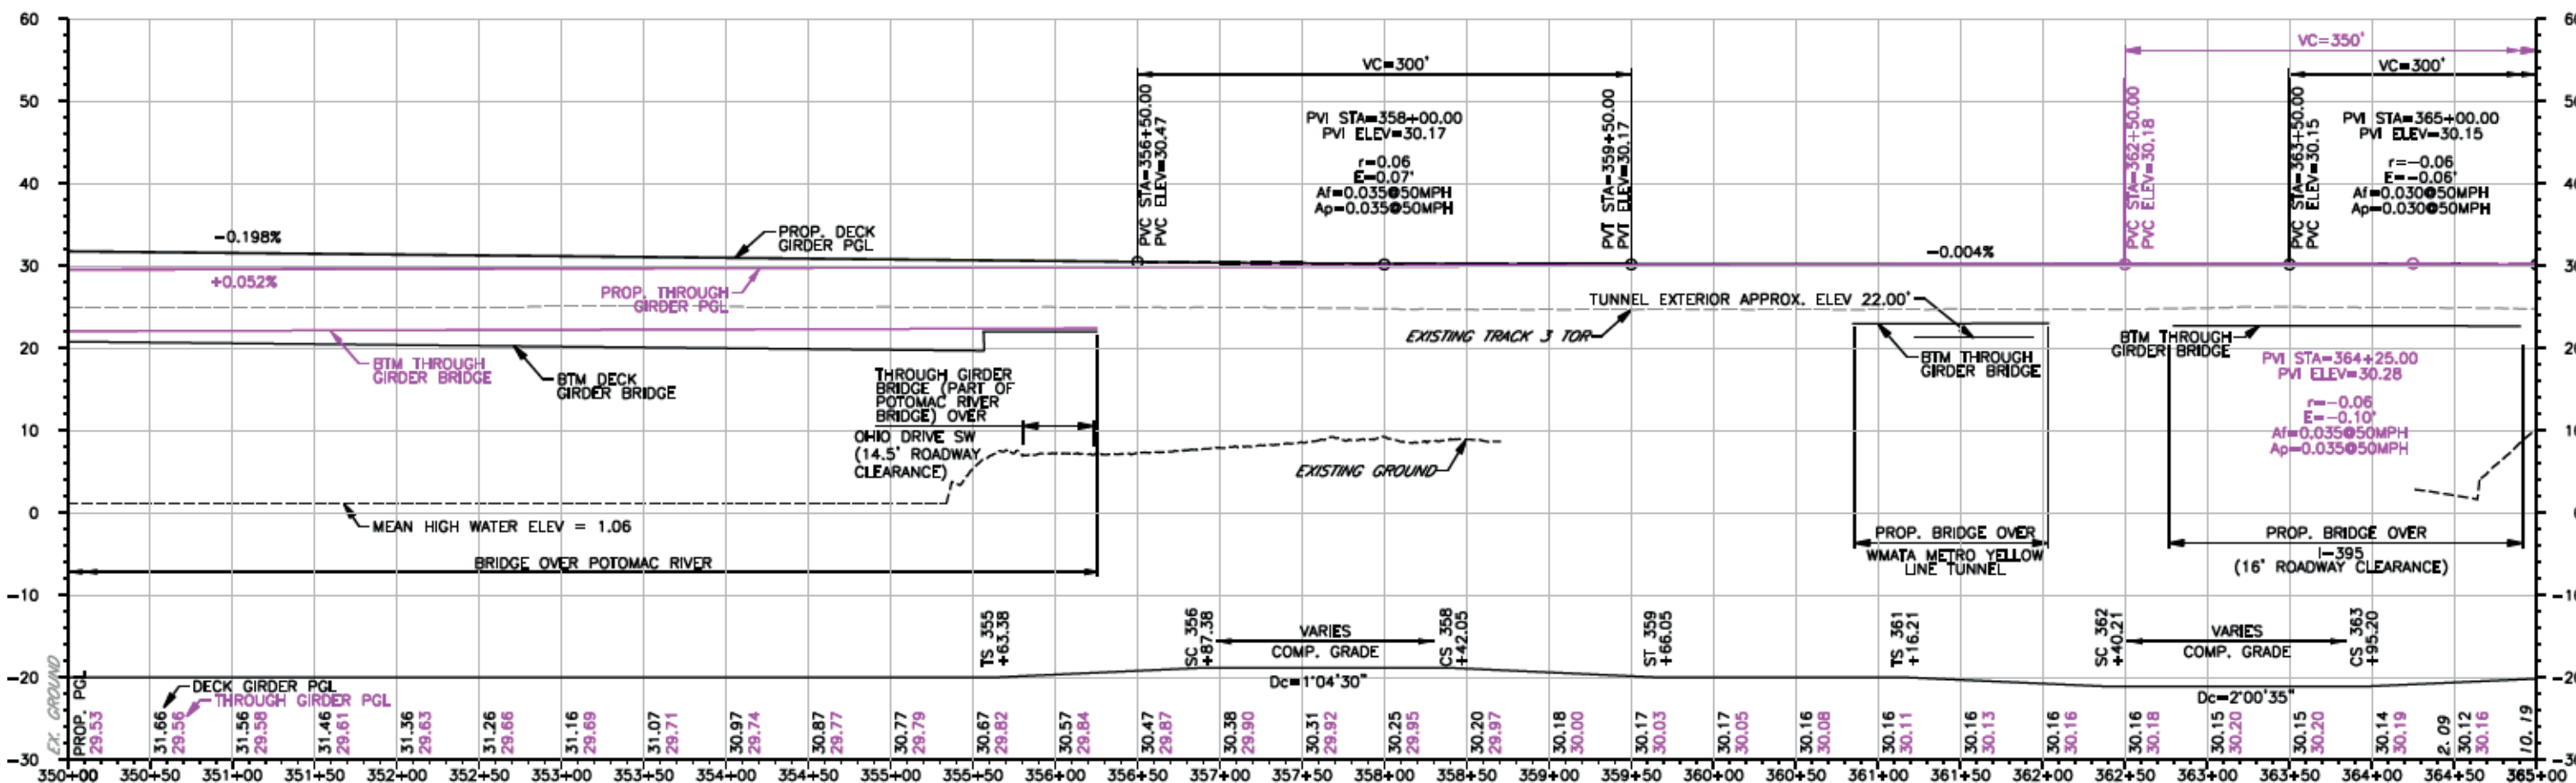 60
50
40
30
20
10
0
-10
-20
-30
VC=300'
PVC STA=356+50.00
PVC ELEV=30.47
PVI STA=358+00.00
PVI ELEV=30.17
r=0.06
E=0.07'
Af=0.035@50MPH
Ap=0.035@50MPH
PVT STA=359+50.00
PVT ELEV=30.17
VC=350'
VC=300'
PVC STA=362+50.00
PVC ELEV=30.18
PVC STA=363+50.00
PVC ELEV=30.15
PVI STA=365+00.00
PVI ELEV=30.15
r=-0.06
E=-0.06'
Af=0.030@50MPH
Ap=0.030@50MPH
-0.198%
+0.052%
PROP. DECK
GIRDER PGL
PROP. THROUGH
GIRDER PGL
-0.004%
TUNNEL EXTERIOR APPROX. ELEV 22.00'
EXISTING TRACK 3 TOR
BTM THROUGH
GIRDER BRIDGE
BTM DECK
GIRDER BRIDGE
THROUGH GIRDER
BRIDGE (PART OF
POTOMAC RIVER
BRIDGE) OVER
OHIO DRIVE SW
(14.5' ROADWAY
CLEARANCE)
EXISTING GROUND
BTM THROUGH
GIRDER BRIDGE
BTM THROUGH
GIRDER BRIDGE
PVI STA=364+25.00
PVI ELEV=30.28
r=-0.06
E=-0.10'
Af=0.035@50MPH
Ap=0.035@50MPH
MEAN HIGH WATER ELEV = 1.06
BRIDGE OVER POTOMAC RIVER
PROP. BRIDGE OVER
WMATA METRO YELLOW
LINE TUNNEL
PROP. BRIDGE OVER
I-395
(16' ROADWAY CLEARANCE)
TS 355
+63.38
SC 356
+87.38
VARIES
COMP. GRADE
CS 358
+42.05
ST 359
+66.05
TS 361
+16.21
SC 362
+40.21
VARIES
COMP. GRADE
CS 363
+95.20
Dc=1°04'30"
Dc=2°00'35"
DECK GIRDER PGL
THROUGH GIRDER PGL
EX. GROUND
PROP. PGL
29.53
31.66
29.56
31.56
29.58
31.46
29.61
31.36
29.63
31.26
29.66
31.16
29.69
31.07
29.71
30.97
29.74
30.87
29.77
30.77
29.79
30.67
29.82
30.57
29.84
30.47
29.87
30.38
29.90
30.31
29.92
30.25
29.95
30.20
29.97
30.18
30.00
30.17
30.03
30.17
30.05
30.16
30.08
30.16
30.11
30.16
30.13
30.16
30.16
30.16
30.18
30.15
30.20
30.15
30.20
30.14
30.19
2.09
30.12
30.16
10.19
350+00 350+50 351+00 351+50 352+00 352+50 353+00 353+50 354+00 354+50 355+00 355+50 356+00 356+50 357+00 357+50 358+00 358+50 359+00 359+50 360+00 360+50 361+00 361+50 362+00 362+50 363+00 363+50 364+00 364+50